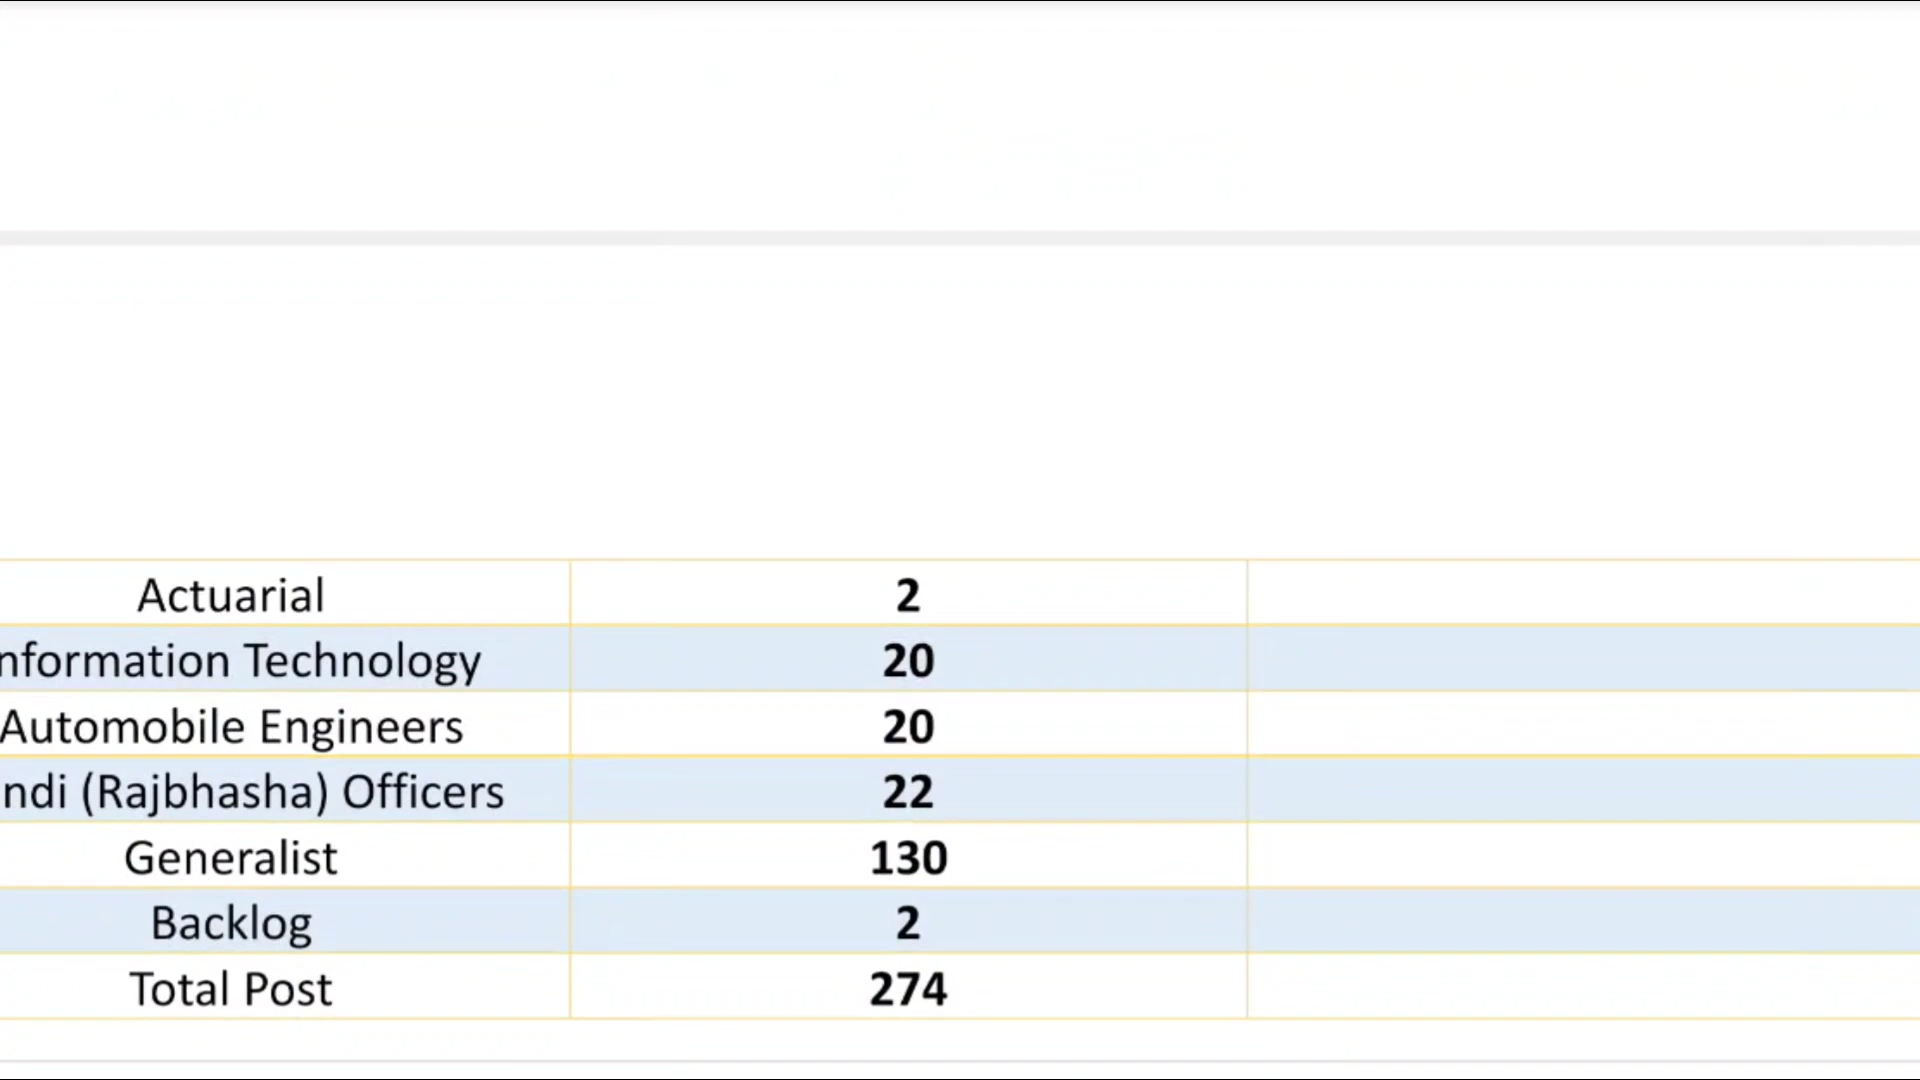 Actuarial 2
nformation Technology 20
Automobile Engineers 20
ndi (Rajbhasha) Officers 22
Generalist 130
Backlog 2
Total Post 274